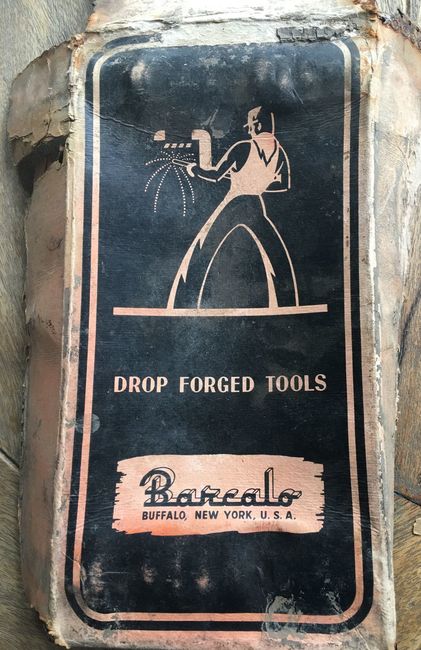 DROP FORGED TOOLS
Barcalo
BUFFALO, NEW YORK, U. S. A.